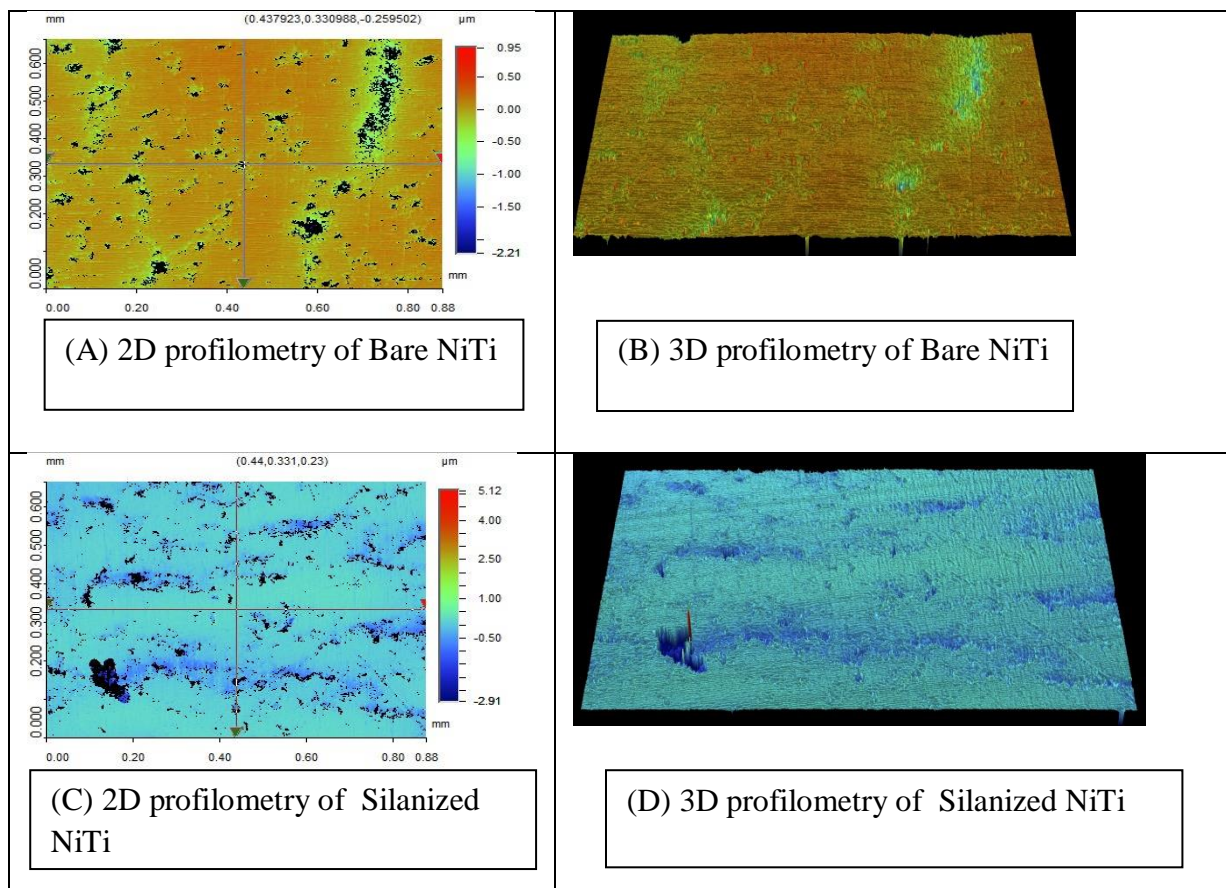 mm (0.437923,0.330988,-0.259502) µm
0.600
0.500
0.400
0.300
0.200
0.000
0.95
0.50
0.00
-0.50
-1.00
-1.50
-2.21
mm
0.00 0.20 0.40 0.60 0.80 0.88
(A) 2D profilometry of Bare NiTi
(B) 3D profilometry of Bare NiTi
mm (0.44,0.331,0.23) µm
0.600
0.500
0.400
0.300
0.200
0.000
5.12
4.00
2.50
1.00
-0.50
-2.91
mm
0.00 0.20 0.40 0.60 0.80 0.88
(C) 2D profilometry of Silanized
NiTi
(D) 3D profilometry of Silanized NiTi